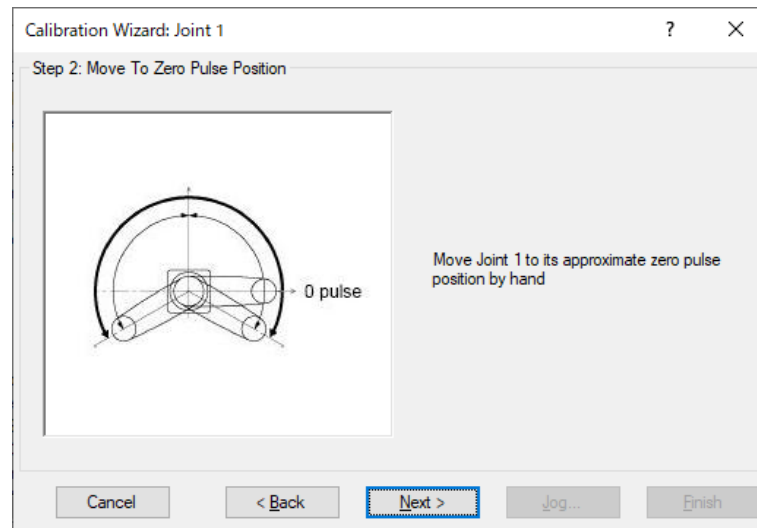 Calibration Wizard: Joint 1
?
Step 2: Move To Zero Pulse Position
0 pulse
Move Joint 1 to its approximate zero pulse
position by hand
Cancel
< Back
Next >
Jog...
Finish